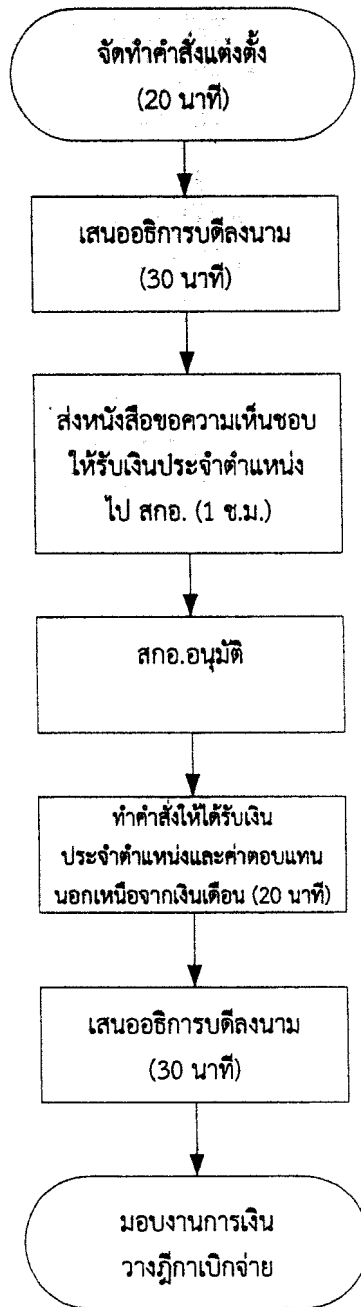 จัดทำคำสั่งแต่งตั้ง
(20 นาที)
เสนออธิการบดีลงนาม
(30 นาที)
ส่งหนังสือขอความเห็นชอบ
ให้รับเงินประจำตำแหน่ง
ไป สกอ. (1 ช.ม.)
สกอ.อนุมัติ
ทำคำสั่งให้ได้รับเงิน
ประจำตำแหน่งและค่าตอบแทน
นอกเหนือจากเงินเดือน (20 นาที)
เสนออธิการบดีลงนาม
(30 นาที)
มอบงานการเงิน
วางฎีกาเบิกจ่าย